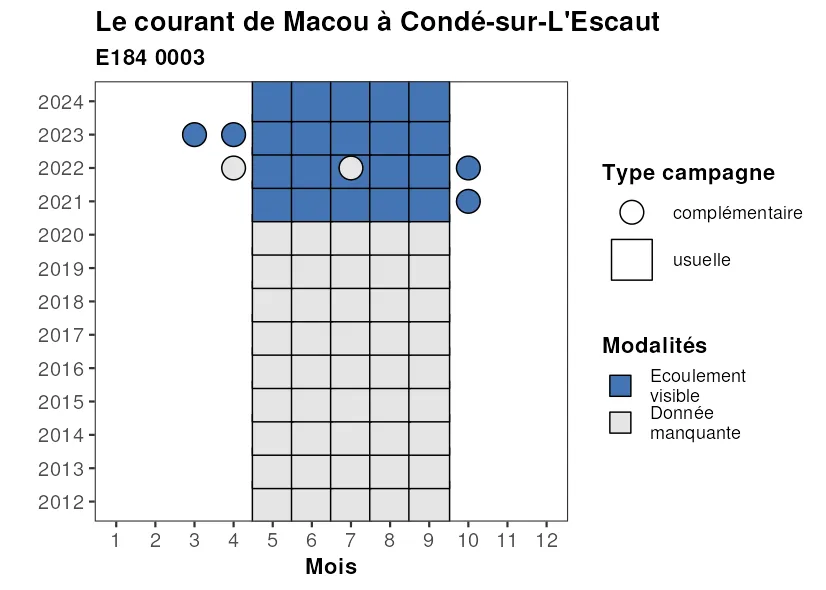 Le courant de Macou à Condé-sur-L'Escaut
E184 0003
2024
2023
2022
2021
2020
2019
2018
2017
2016
2015
2014
2013
2012
1 2 3 4 5 6 7 8 9 10 11 12
Mois
Type campagne
complémentaire
usuelle
Modalités
Ecoulement
visible
Donnée
manquante